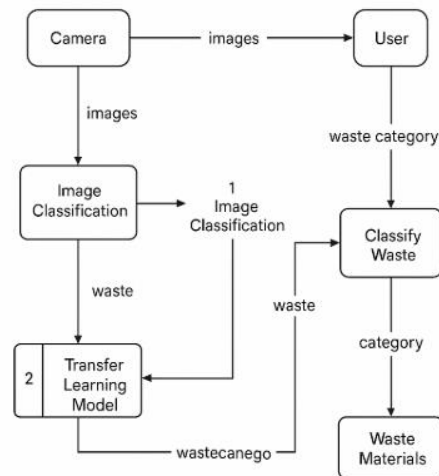 Camera
images
User
images
waste category
Image
Classification
1
Image
Classification
Classify
Waste
waste
waste
category
2
Transfer
Learning
Model
wastecanego
Waste
Materials